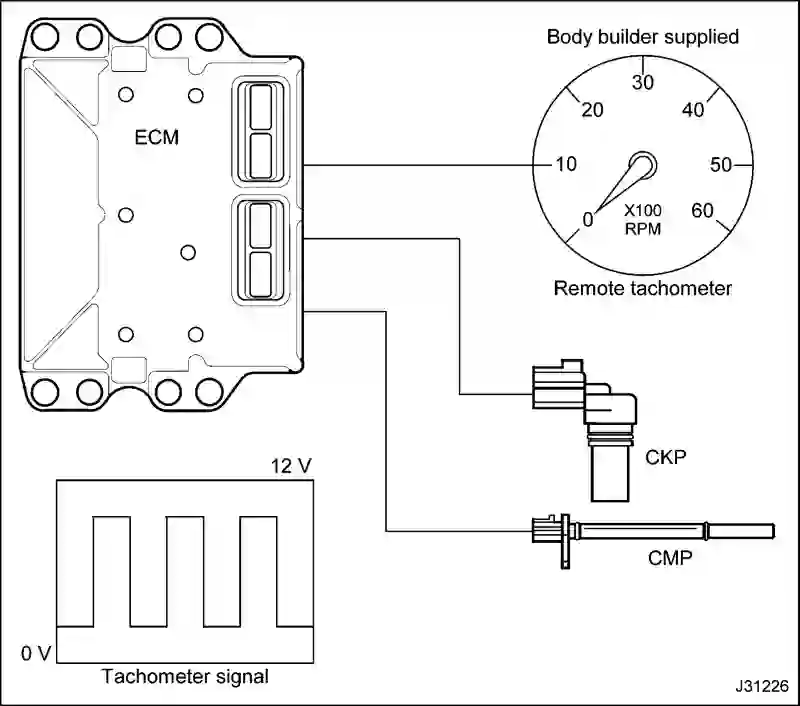 Body builder supplied
30
20
40
ECM
10
50
0
X100
60
RPM
Remote tachometer
CKP
12 V
CMP
0 V
Tachometer signal
J31226